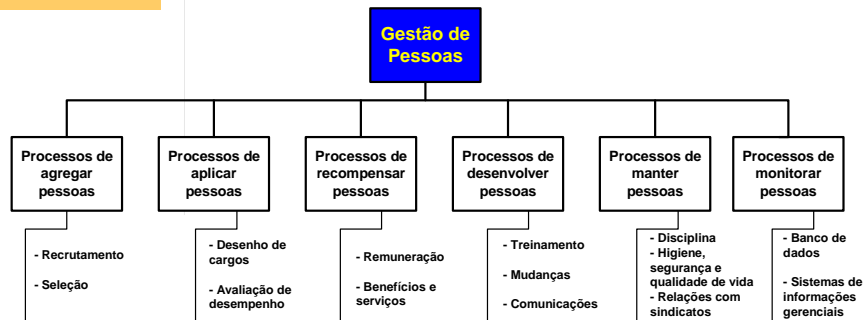 Gestão de
Pessoas
Processos de
agregar
pessoas
Processos de
aplicar
pessoas
Processos de
recompensar
pessoas
Processos de
desenvolver
pessoas
Processos de
manter
pessoas
Processos de
monitorar
pessoas
- Recrutamento
- Seleção
- Desenho de
cargos
- Avaliação de
desempenho
- Remuneração
- Benefícios e
serviços
- Treinamento
- Mudanças
- Comunicações
- Disciplina
- Higiene,
segurança e
qualidade de vida
- Relações com
sindicatos
- Banco de
dados
- Sistemas de
informações
gerenciais